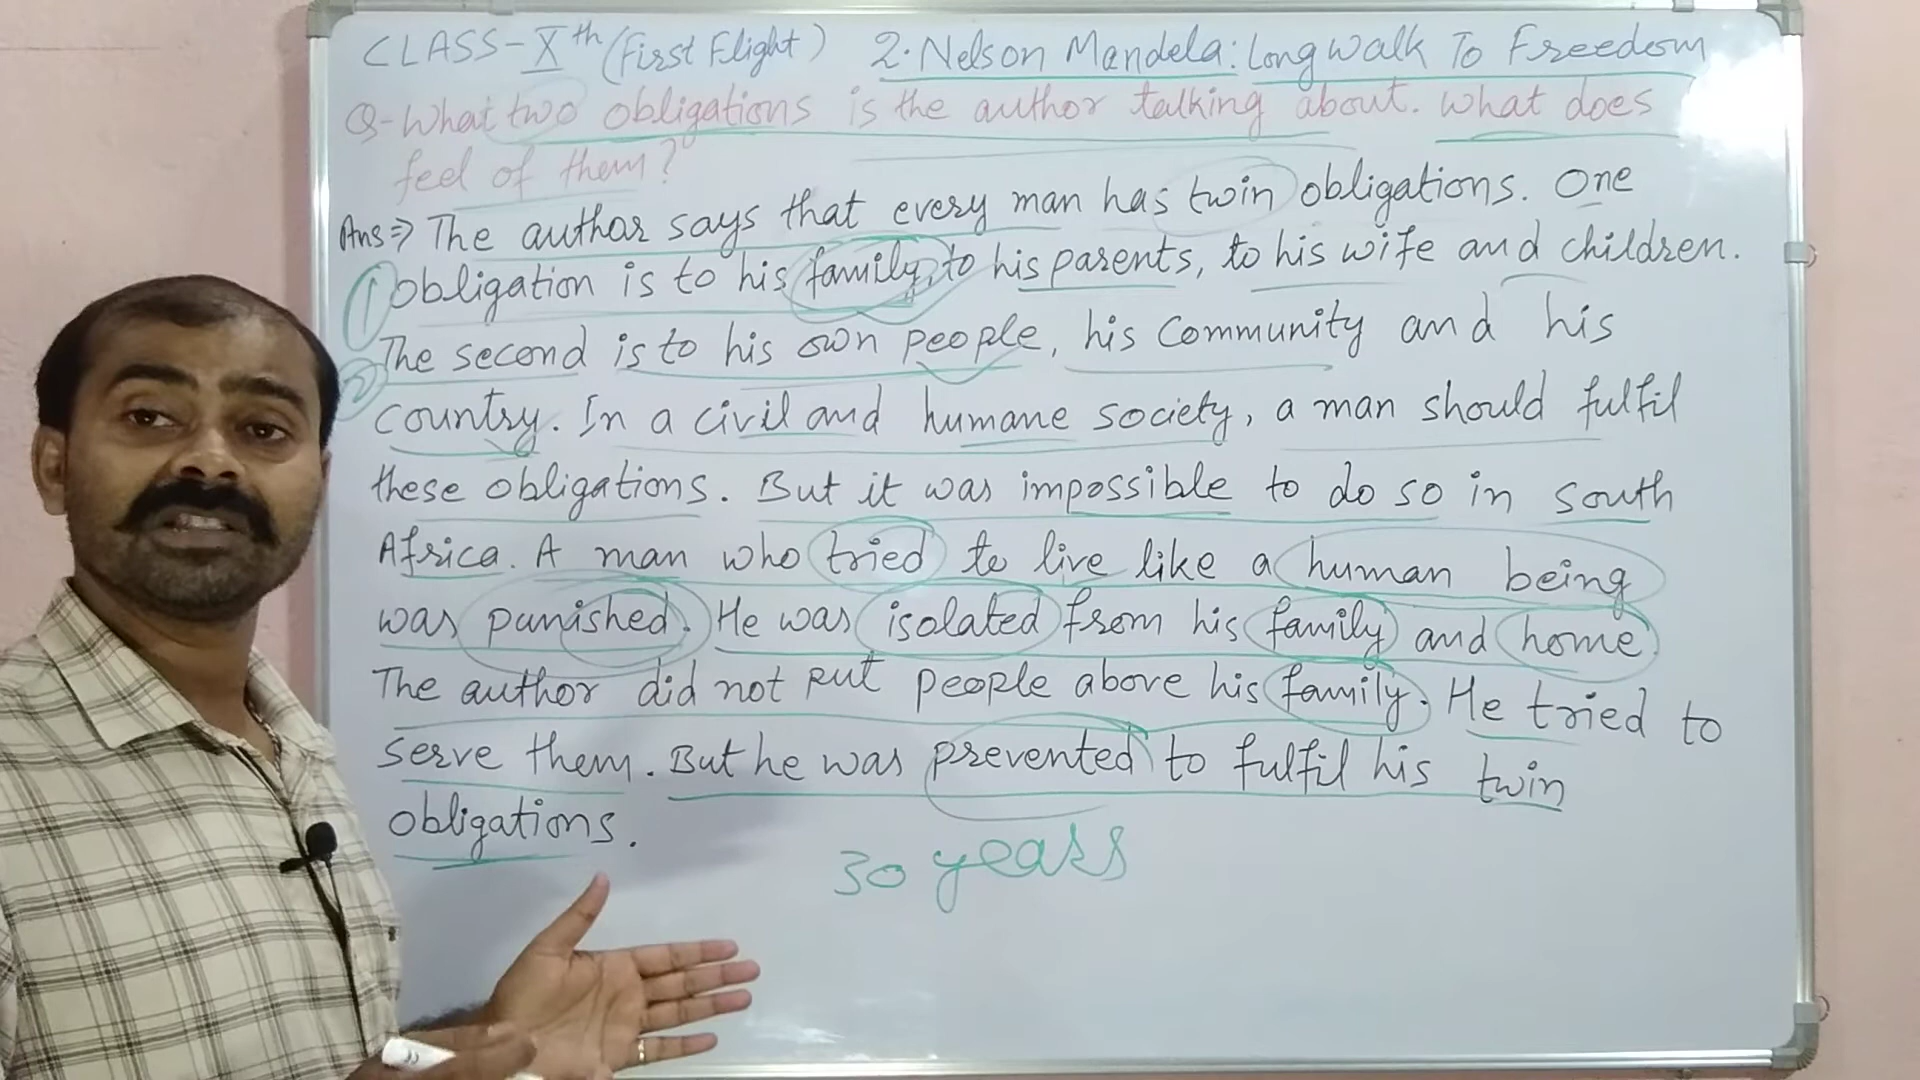 CLASS-Xth (First Flight) 2. Nelson Mandela: Long Walk To Freedom
Q- What two obligations is the author talking about. What does
feel of them?
Ans⇒ The author says that every man has twin obligations. One
① obligation is to his family, to his parents, to his wife and children.
② The second is to his own people, his community and his
country. In a civil and humane society, a man should fulfil
these obligations. But it was impossible to do so in South
Africa. A man who tried to live like a human being
was punished. He was isolated from his family and home.
The author did not put people above his family. He tried to
serve them. But he was prevented to fulfil his twin
obligations.
30 years